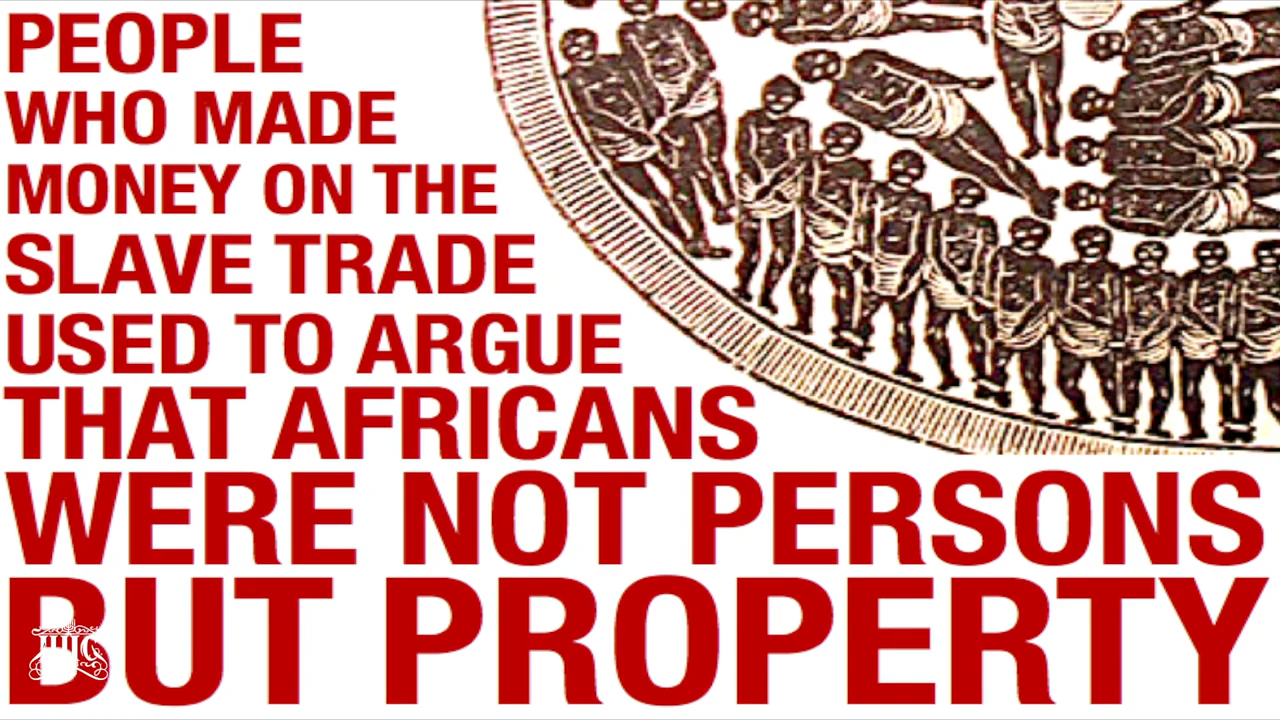 PEOPLE
WHO MADE
MONEY ON THE
SLAVE TRADE
USED TO ARGUE
THAT AFRICANS
WERE NOT PERSONS
BUT PROPERTY